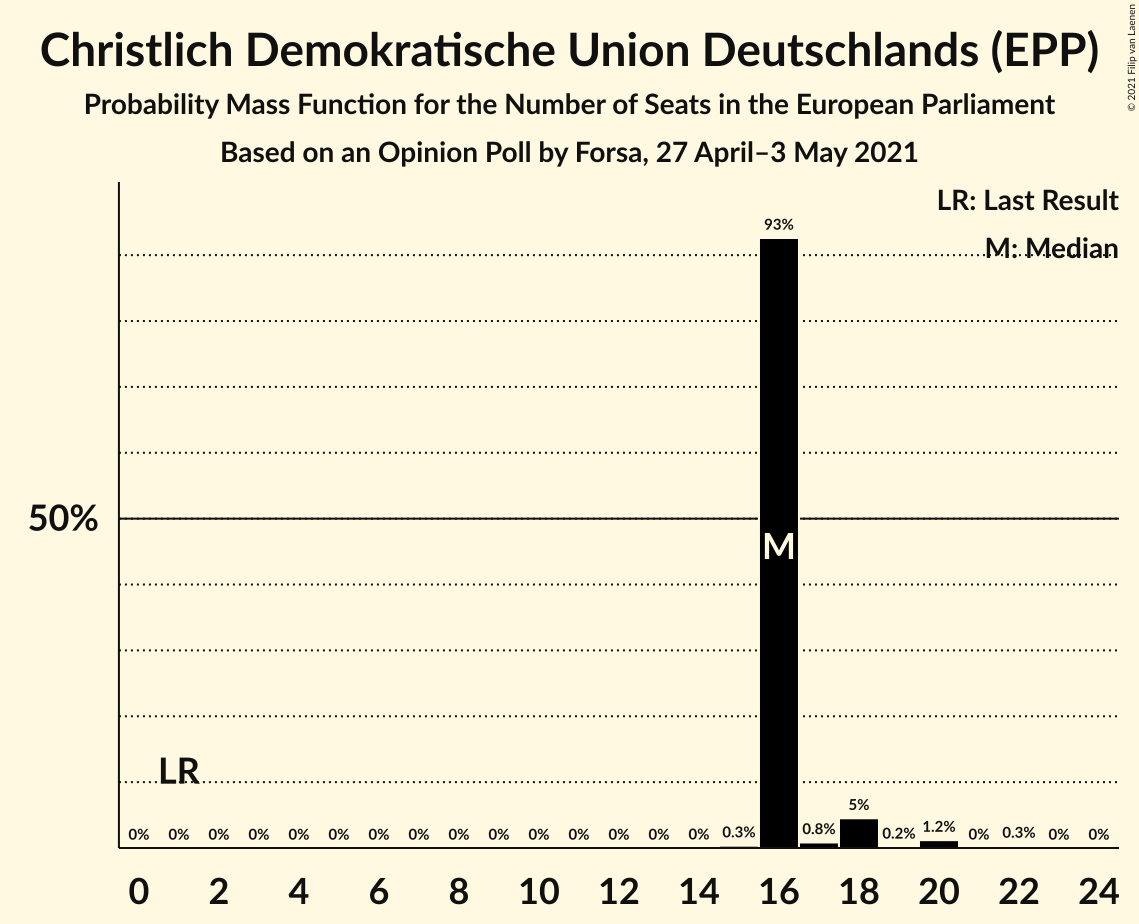 Christlich Demokratische Union Deutschlands (EPP)
Probability Mass Function for the Number of Seats in the European Parliament
Based on an Opinion Poll by Forsa, 27 April–3 May 2021
© 2021 Filip van Laenen
LR: Last Result
M: Median
93%
50%
M
LR
0% 0% 0% 0% 0% 0% 0% 0% 0% 0% 0% 0% 0% 0% 0% 0.3% 0.8% 5% 0.2% 1.2% 0% 0.3% 0% 0%
0 2 4 6 8 10 12 14 16 18 20 22 24